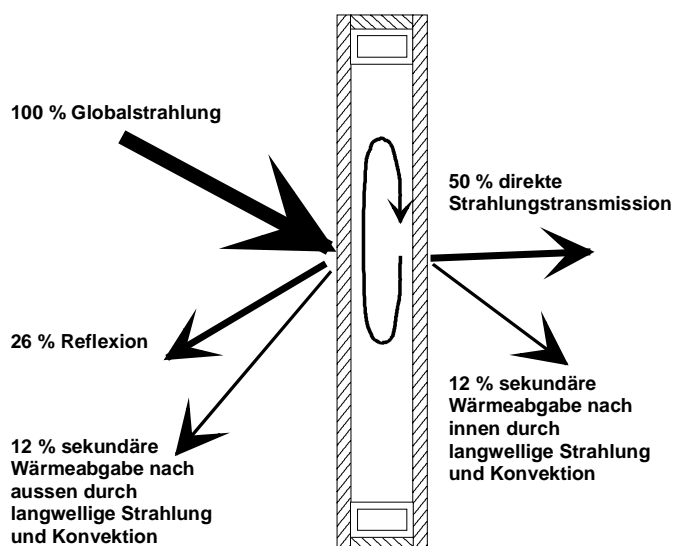 100 % Globalstrahlung
50 % direkte
Strahlungstransmission
26 % Reflexion
12 % sekundäre
Wärmeabgabe nach
innen durch
langwellige Strahlung
und Konvektion
12 % sekundäre
Wärmeabgabe nach
aussen durch
langwellige Strahlung
und Konvektion